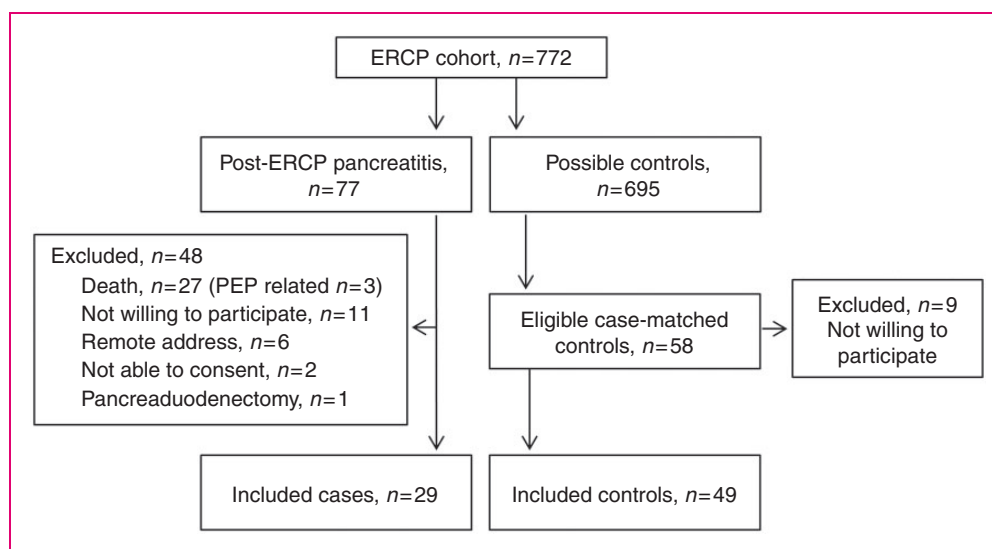 ERCP cohort, n=772
Post-ERCP pancreatitis,
n=77
Possible controls,
n=695
Excluded, n=48
Death, n=27 (PEP related n=3)
Not willing to participate, n=11
Remote address, n=6
Not able to consent, n=2
Pancreaduodenectomy, n=1
Eligible case-matched
controls, n=58
Excluded, n=9
Not willing to
participate
Included cases, n=29
Included controls, n=49